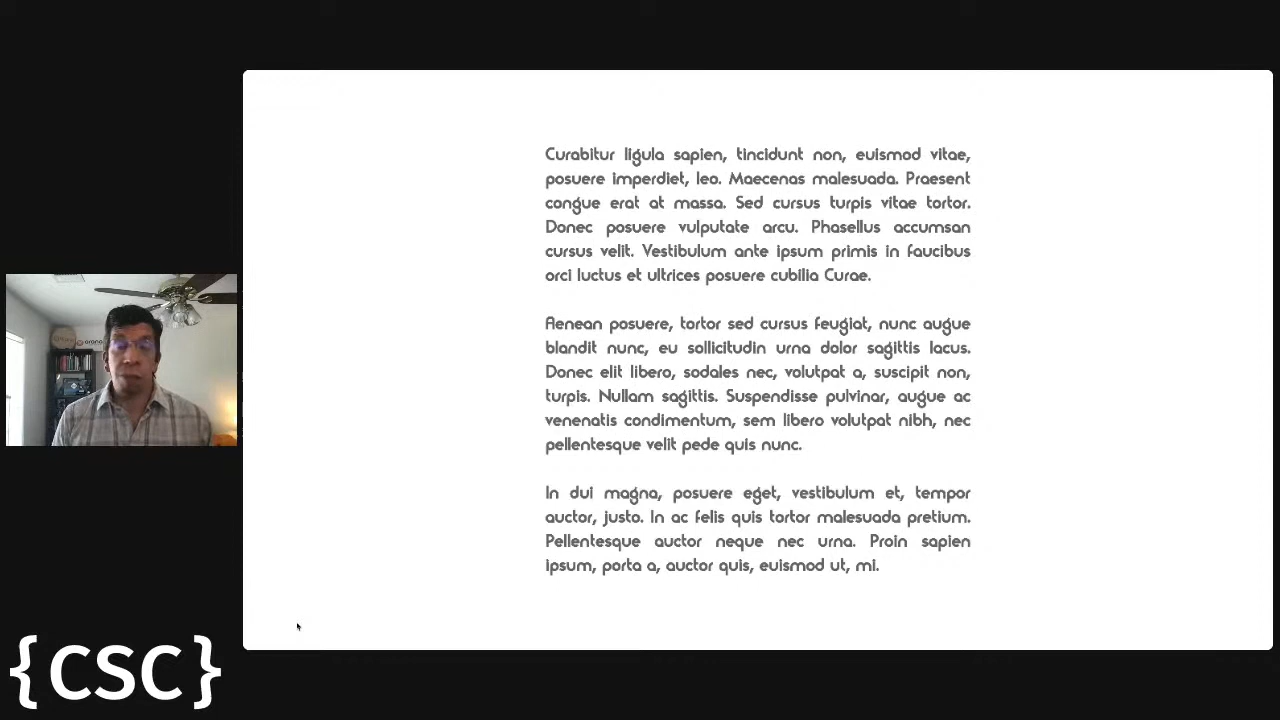 Curabitur ligula sapien, tincidunt non, euismod vitae,
posuere imperdiet, leo. Maecenas malesuada. Praesent
congue erat at massa. Sed cursus turpis vitae tortor.
Donec posuere vulputate arcu. Phasellus accumsan
cursus velit. Vestibulum ante ipsum primis in faucibus
orci luctus et ultrices posuere cubilia Curae.
Aenean posuere, tortor sed cursus feugiat, nunc augue
blandit nunc, eu sollicitudin urna dolor sagittis lacus.
Donec elit libero, sodales nec, volutpat a, suscipit non,
turpis. Nullam sagittis. Suspendisse pulvinar, augue ac
venenatis condimentum, sem libero volutpat nibh, nec
pellentesque velit pede quis nunc.
In dui magna, posuere eget, vestibulum et, tempor
auctor, justo. In ac felis quis tortor malesuada pretium.
Pellentesque auctor neque nec urna. Proin sapien
ipsum, porta a, auctor quis, euismod ut, mi.
{CSC}